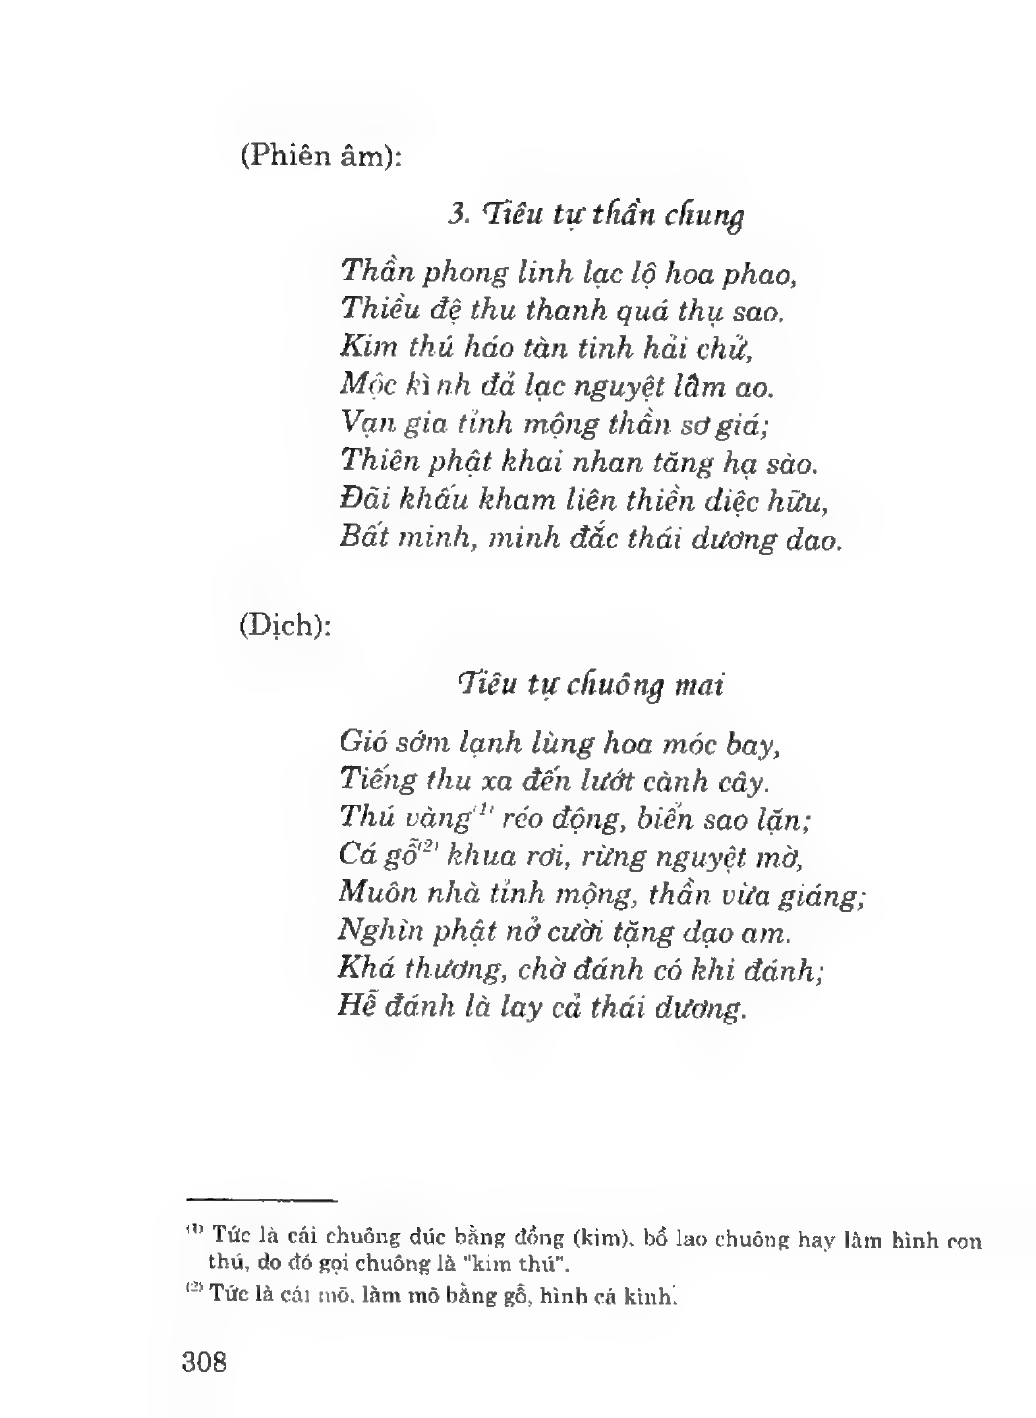 (Phiên âm):
3. Tiêu tự thần chung
Thần phong linh lạc lộ hoa phao,
Thiều đệ thu thanh quá thụ sao.
Kim thú háo tàn tinh hải chử,
Mộc kình đả lạc nguyệt lâm ao.
Vạn gia tỉnh mộng thần sơ giá;
Thiên phật khai nhan tăng hạ sào.
Đãi khấu kham liên thiền diệc hữu,
Bất minh, minh đắc thái dương dao.
(Dịch):
Tiêu tự chuông mai
Gió sớm lạnh lùng hoa móc bay,
Tiếng thu xa đến lướt cành cây.
Thú vàng(1) réo động, biển sao lặn;
Cá gỗ(2) khua rơi, rừng nguyệt mờ,
Muôn nhà tỉnh mộng, thần vừa giáng;
Nghìn phật nở cười tặng dạo am.
Khá thương, chờ đánh có khi đánh;
Hễ đánh là lay cả thái dương.
(1) Tức là cái chuông đúc bằng đồng (kim), bồ lao chuông hay làm hình con
thú, do đó gọi chuông là "kim thú".
(2) Tức là cái mõ, làm mõ bằng gỗ, hình cá kình.
308